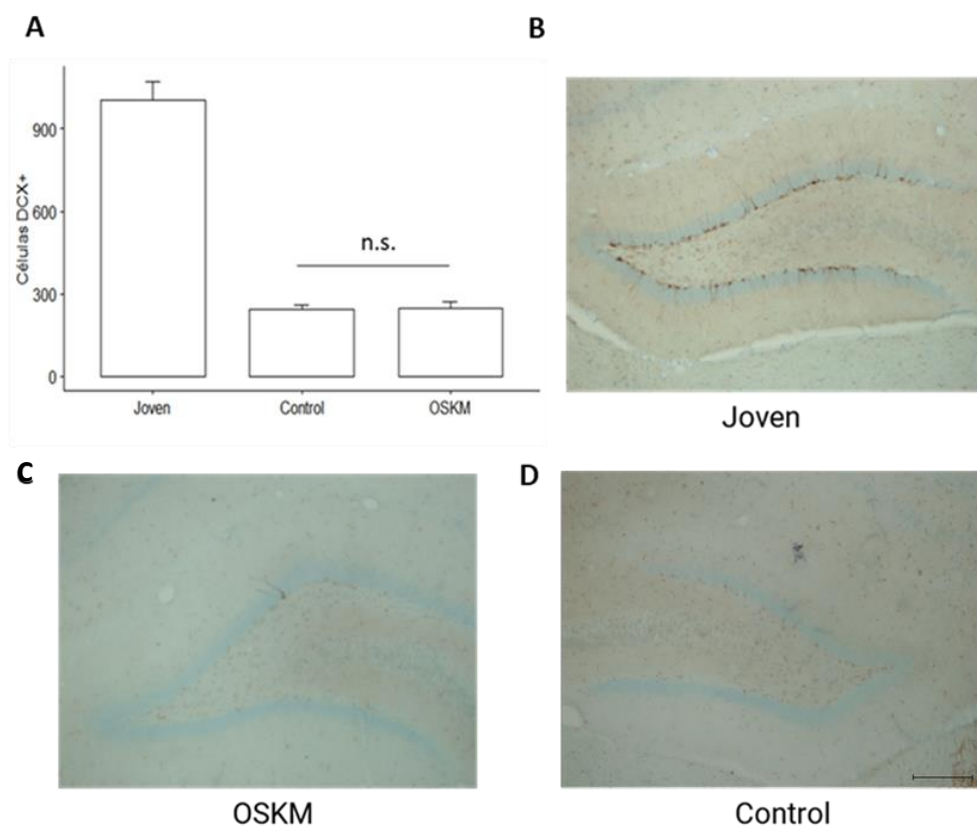 A
B
900
600
300
0
Células DCX+
n.s.
Joven
Control
OSKM
Joven
C
D
OSKM
Control